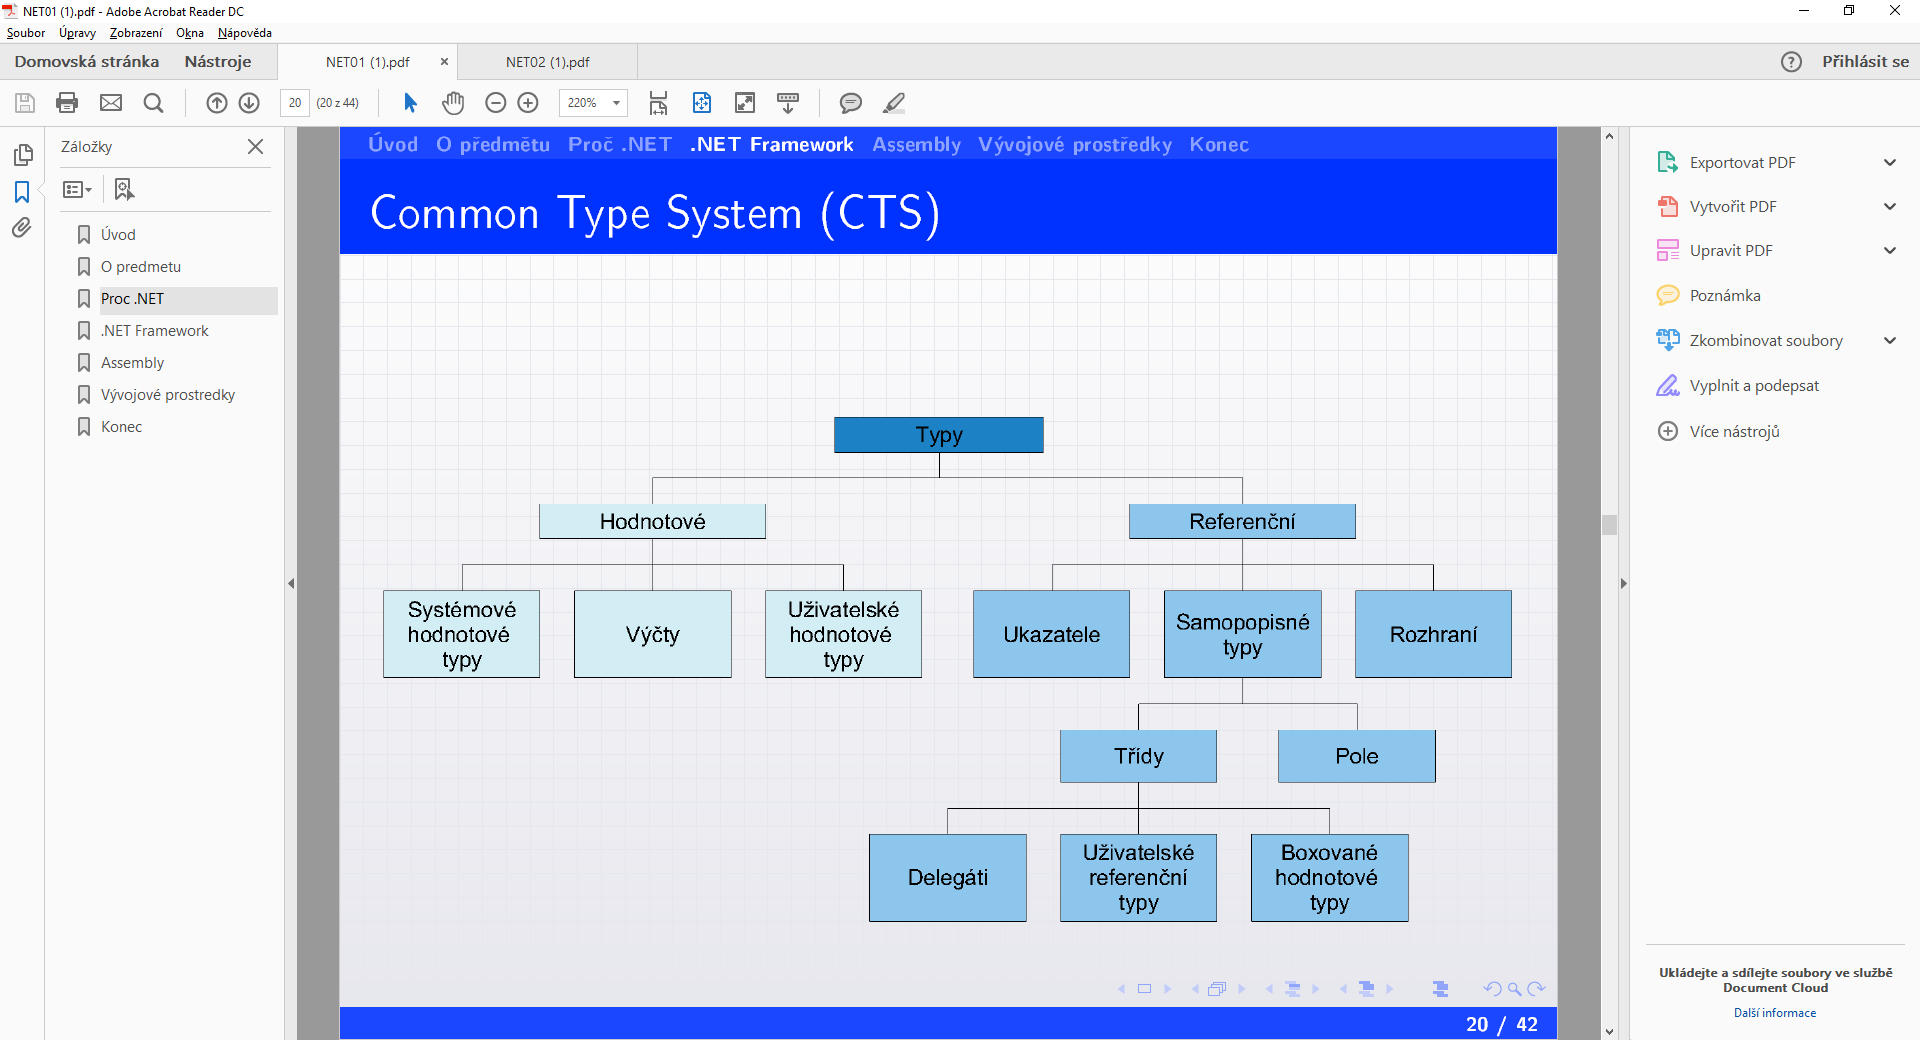 NET01 (1).pdf - Adobe Acrobat Reader DC
Soubor Úpravy Zobrazení Okna Nápověda
Domovská stránka Nástroje NET01 (1).pdf × NET02 (1).pdf ? Přihlásit se
20 (20 z 44) 220%
Záložky
Úvod
O predmetu
Proc .NET
.NET Framework
Assembly
Vývojové prostredky
Konec
Úvod O předmětu Proč .NET .NET Framework Assembly Vývojové prostředky Konec
Common Type System (CTS)
Typy
Hodnotové Referenční
Systémové
hodnotové
typy
Výčty
Uživatelské
hodnotové
typy
Ukazatele
Samopopisné
typy
Rozhraní
Třídy Pole
Delegáti
Uživatelské
referenční
typy
Boxované
hodnotové
typy
20 / 42
Exportovat PDF
Vytvořit PDF
Upravit PDF
Poznámka
Zkombinovat soubory
Vyplnit a podepsat
Více nástrojů
Ukládejte a sdílejte soubory ve službě
Document Cloud
Další informace